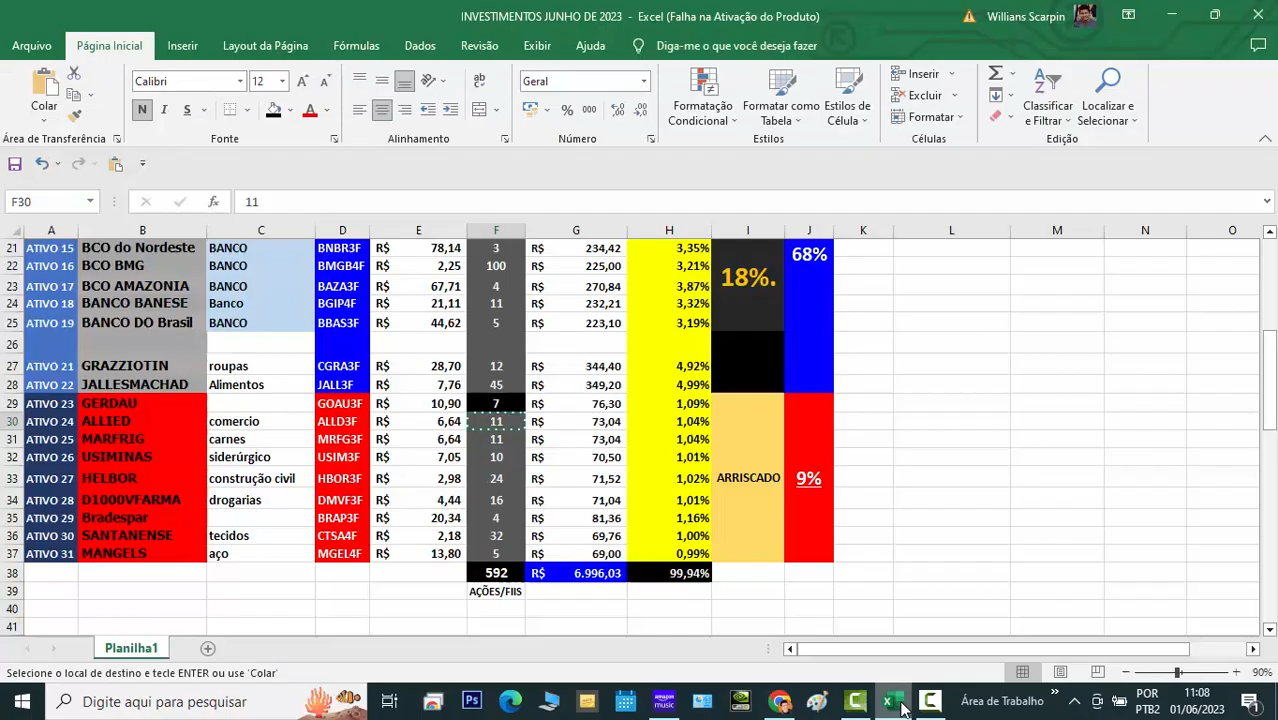 INVESTIMENTOS JUNHO DE 2023 - Excel (Falha na Ativação do Produto)
Willians Scarpin
Arquivo Página Inicial Inserir Layout da Página Fórmulas Dados Revisão Exibir Ajuda Diga-me o que você deseja fazer
Colar
Calibri 12
N I S
Geral
% 000
Formatação Condicional
Formatar como Tabela
Estilos de Célula
Inserir
Excluir
Formatar
Classificar e Filtrar
Localizar e Selecionar
Área de Transferência Fonte Alinhamento Número Estilos Células Edição
F30 fx 11
A B C D E F G H I J K L M N O
21 ATIVO 15 BCO do Nordeste BANCO BNBR3F R$ 78,14 3 R$ 234,42 3,35% 68%
22 ATIVO 16 BCO BMG BANCO BMGB4F R$ 2,25 100 R$ 225,00 3,21%
18%.
23 ATIVO 17 BCO AMAZONIA BANCO BAZA3F R$ 67,71 4 R$ 270,84 3,87%
24 ATIVO 18 BANCO BANESE Banco BGIP4F R$ 21,11 11 R$ 232,21 3,32%
25 ATIVO 19 BANCO DO Brasil BANCO BBAS3F R$ 44,62 5 R$ 223,10 3,19%
26
27 ATIVO 21 GRAZZIOTIN roupas CGRA3F R$ 28,70 12 R$ 344,40 4,92%
28 ATIVO 22 JALLESMACHAD Alimentos JALL3F R$ 7,76 45 R$ 349,20 4,99%
29 ATIVO 23 GERDAU GOAU3F R$ 10,90 7 R$ 76,30 1,09%
30 ATIVO 24 ALLIED comercio ALLD3F R$ 6,64 11 R$ 73,04 1,04%
31 ATIVO 25 MARFRIG carnes MRFG3F R$ 6,64 11 R$ 73,04 1,04%
32 ATIVO 26 USIMINAS siderúrgico USIM3F R$ 7,05 10 R$ 70,50 1,01%
33 ATIVO 27 HELBOR construção civil HBOR3F R$ 2,98 24 R$ 71,52 1,02% ARRISCADO 9%
34 ATIVO 28 D1000VFARMA drogarias DMVF3F R$ 4,44 16 R$ 71,04 1,01%
35 ATIVO 29 Bradespar BRAP3F R$ 20,34 4 R$ 81,36 1,16%
36 ATIVO 30 SANTANENSE tecidos CTSA4F R$ 2,18 32 R$ 69,76 1,00%
37 ATIVO 31 MANGELS aço MGEL4F R$ 13,80 5 R$ 69,00 0,99%
38 592 R$ 6.996,03 99,94%
39 AÇÕES/FIIS
40
41
Planilha1
Selecione o local de destino e tecle ENTER ou use 'Colar'
90%
Digite aqui para pesquisar
Ps
amazon music
Área de Trabalho
POR
PTB2
11:08
01/06/2023
1